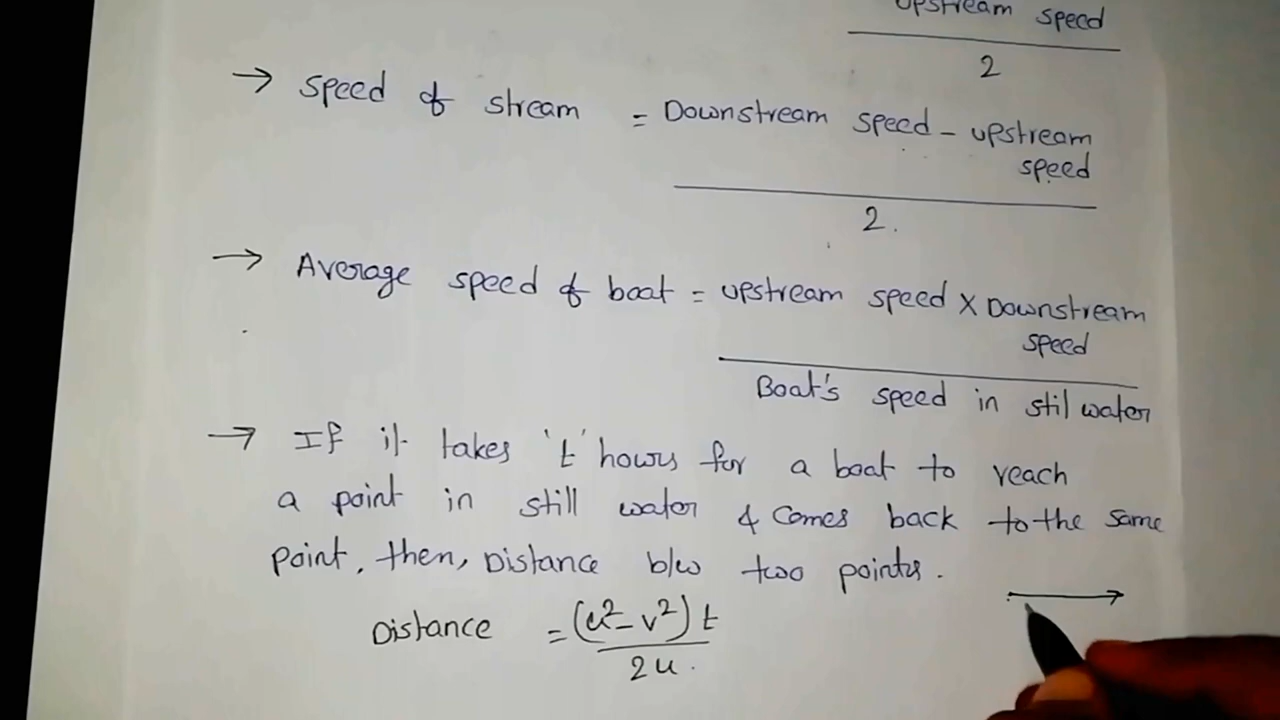 upstream speed
2
→ Speed of stream = Downstream speed - upstream
speed
2.
→ Average speed of boat = upstream speed X Downstream
speed
Boat's speed in stil water
→ If it takes 't' hours for a boat to reach
a point in still water & comes back to the same
point, then, Distance b/w two points.
Distance = (u²-v²) t
2u.